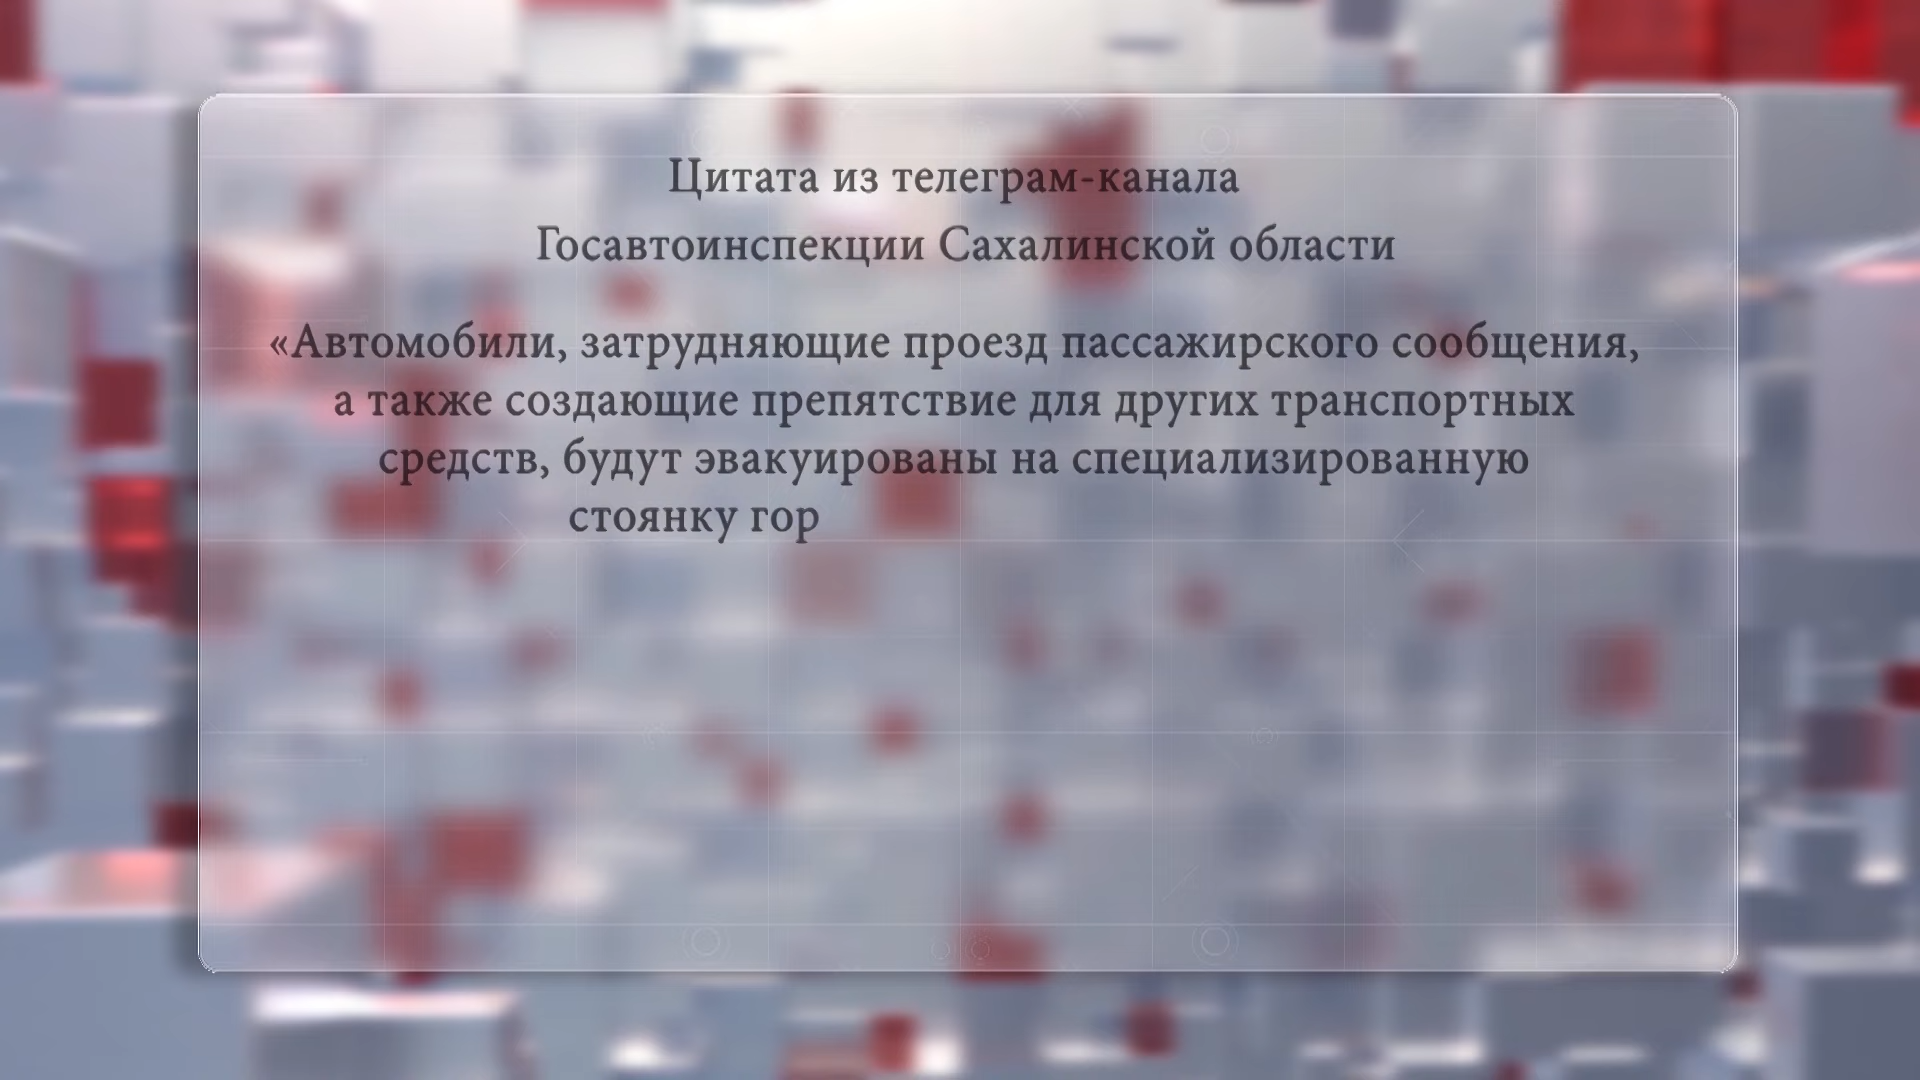 Цитата из телеграм-канала
Госавтоинспекции Сахалинской области
«Автомобили, затрудняющие проезд пассажирского сообщения,
а также создающие препятствие для других транспортных
средств, будут эвакуированы на специализированную
стоянку гор